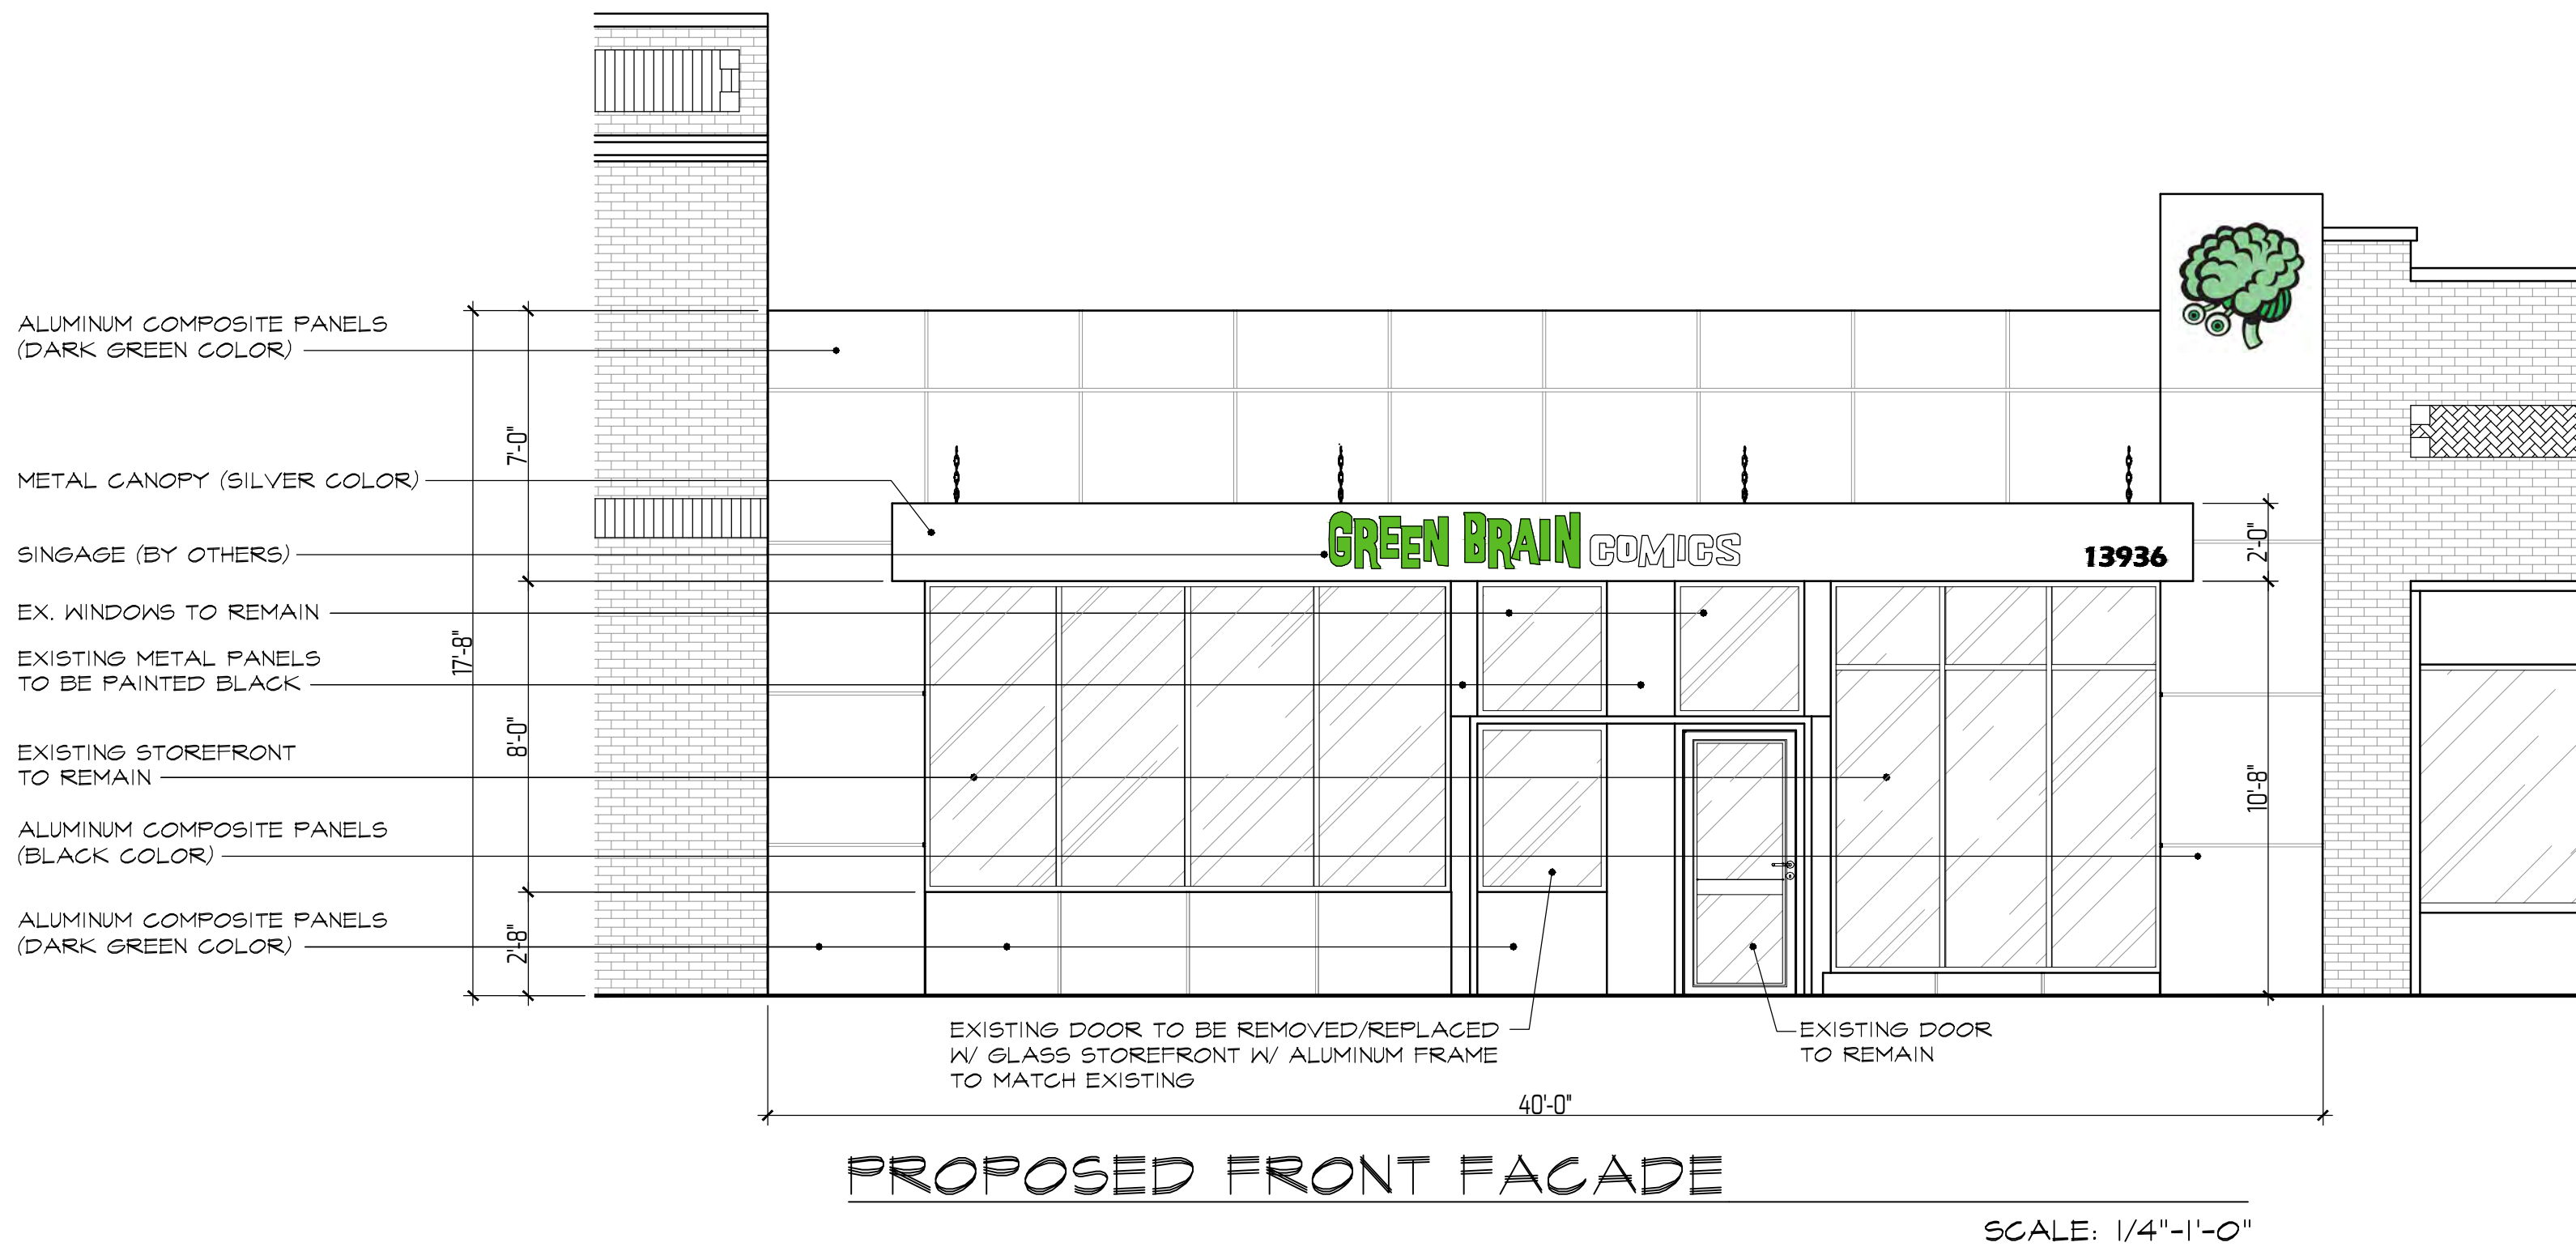 ALUMINUM COMPOSITE PANELS
(DARK GREEN COLOR)
7'-0"
METAL CANOPY (SILVER COLOR)
SINGAGE (BY OTHERS)
GREEN BRAIN COMICS
13936
2'-0"
EX. WINDOWS TO REMAIN
EXISTING METAL PANELS
TO BE PAINTED BLACK
17'-8"
EXISTING STOREFRONT
TO REMAIN
8'-0"
10'-8"
ALUMINUM COMPOSITE PANELS
(BLACK COLOR)
ALUMINUM COMPOSITE PANELS
(DARK GREEN COLOR)
2'-8"
EXISTING DOOR TO BE REMOVED/REPLACED
W/ GLASS STOREFRONT W/ ALUMINUM FRAME
TO MATCH EXISTING
EXISTING DOOR
TO REMAIN
40'-0"
PROPOSED FRONT FACADE
SCALE: 1/4"-1'-0"